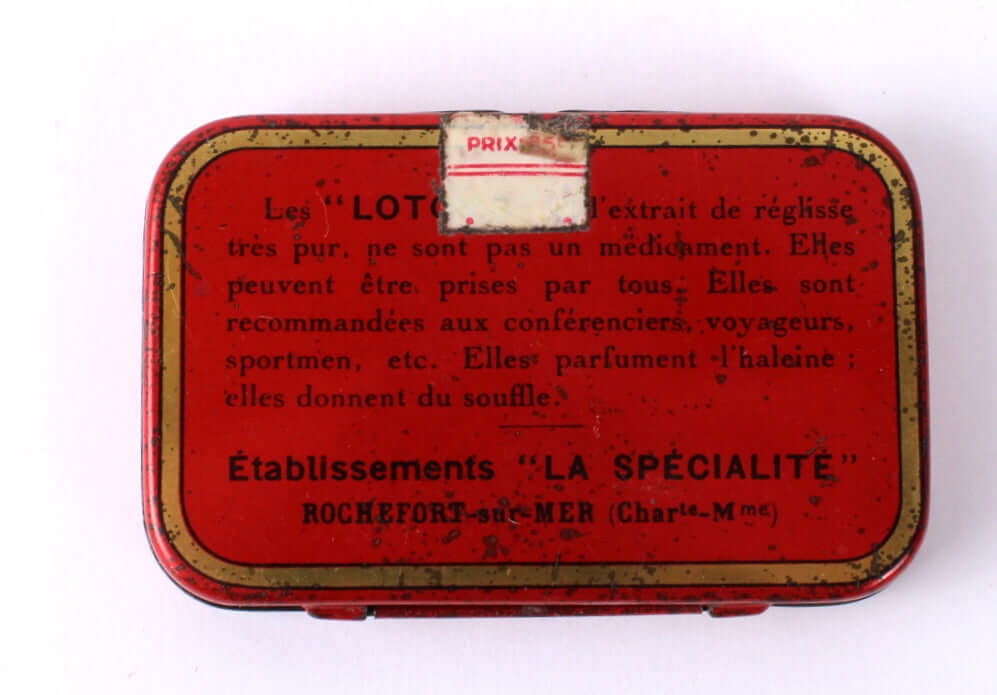 PRIX
Les "LOTO l'extrait de réglisse
très pur, ne sont pas un médicament. Elles
peuvent être prises par tous. Elles sont
recommandées aux conférenciers, voyageurs,
sportmen, etc. Elles parfument l'haleine ;
elles donnent du souffle.
Établissements "LA SPÉCIALITÉ"
ROCHEFORT-sur-MER (Charte-Mme)